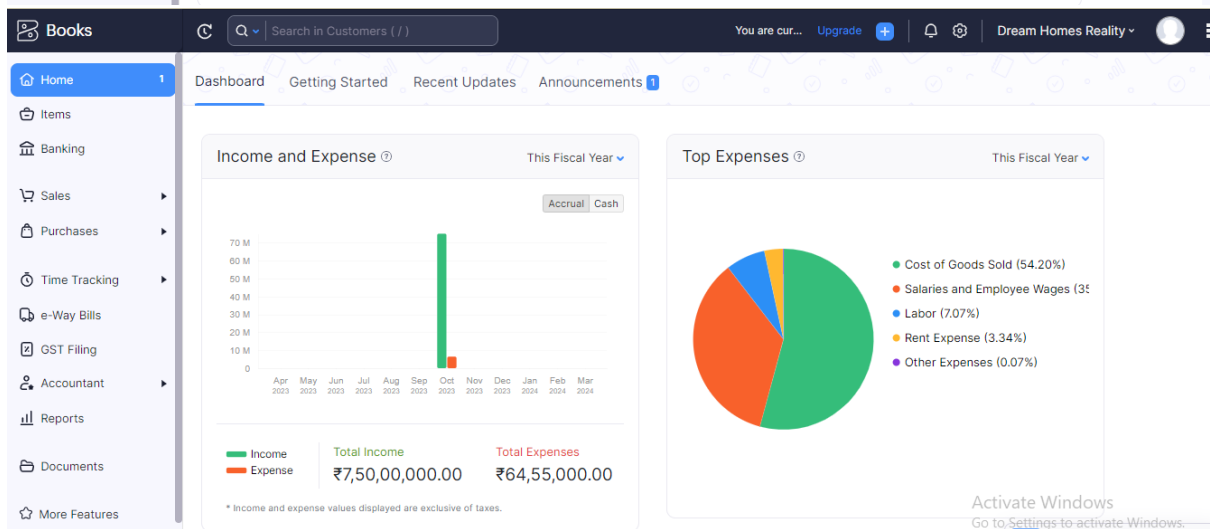 Books
Search in Customers ( / )
You are cur... Upgrade
Dream Homes Reality
Home 1
Items
Banking
Sales
Purchases
Time Tracking
e-Way Bills
GST Filing
Accountant
Reports
Documents
More Features
Dashboard Getting Started Recent Updates Announcements 1
Income and Expense
This Fiscal Year
Accrual Cash
70 M
60 M
50 M
40 M
30 M
20 M
10 M
0
Apr May Jun Jul Aug Sep Oct Nov Dec Jan Feb Mar
2023 2023 2023 2023 2023 2023 2023 2023 2023 2024 2024 2024
Income
Expense
Total Income
₹7,50,00,000.00
Total Expenses
₹64,55,000.00
* Income and expense values displayed are exclusive of taxes.
Top Expenses
This Fiscal Year
Cost of Goods Sold (54.20%)
Salaries and Employee Wages (35
Labor (7.07%)
Rent Expense (3.34%)
Other Expenses (0.07%)
Activate Windows
Go to Settings to activate Windows.